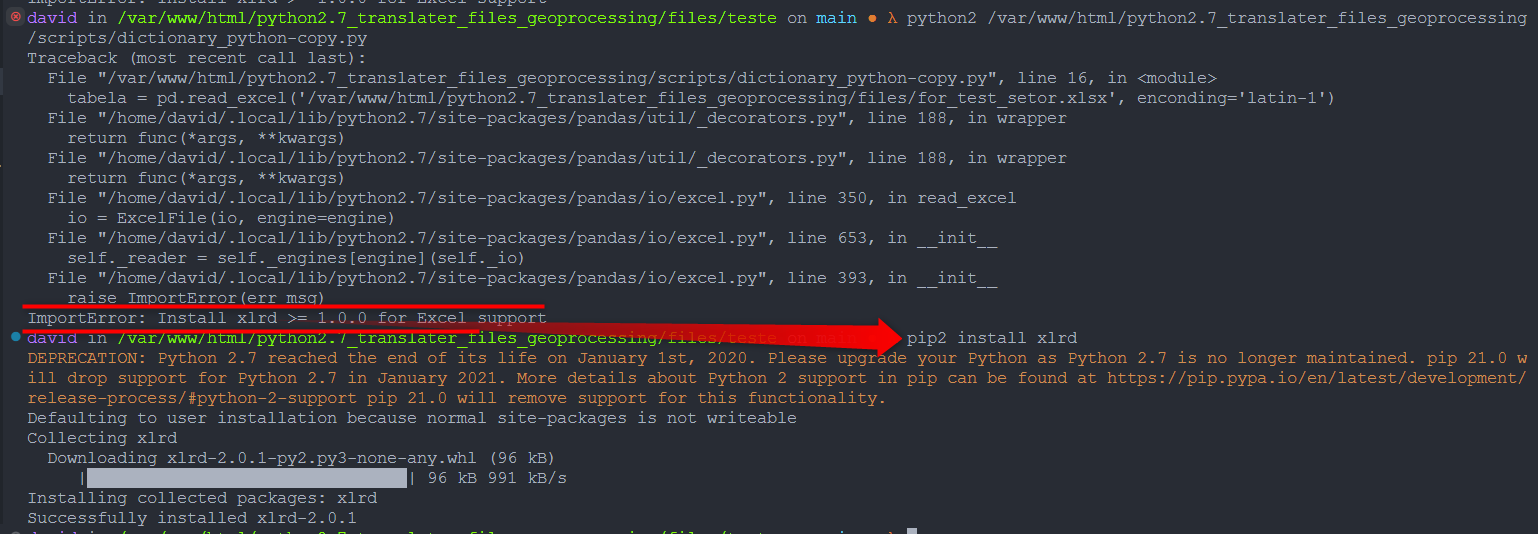 ImportError: Install xlrd >= 1.0.0 for Excel support
david in /var/www/html/python2.7_translater_files_geoprocessing/files/teste on main ● λ python2 /var/www/html/python2.7_translater_files_geoprocessing
/scripts/dictionary_python-copy.py
Traceback (most recent call last):
File "/var/www/html/python2.7_translater_files_geoprocessing/scripts/dictionary_python-copy.py", line 16, in <module>
tabela = pd.read_excel('/var/www/html/python2.7_translater_files_geoprocessing/files/for_test_setor.xlsx', enconding='latin-1')
File "/home/david/.local/lib/python2.7/site-packages/pandas/util/_decorators.py", line 188, in wrapper
return func(*args, **kwargs)
File "/home/david/.local/lib/python2.7/site-packages/pandas/util/_decorators.py", line 188, in wrapper
return func(*args, **kwargs)
File "/home/david/.local/lib/python2.7/site-packages/pandas/io/excel.py", line 350, in read_excel
io = ExcelFile(io, engine=engine)
File "/home/david/.local/lib/python2.7/site-packages/pandas/io/excel.py", line 653, in __init__
self._reader = self._engines[engine](self._io)
File "/home/david/.local/lib/python2.7/site-packages/pandas/io/excel.py", line 393, in __init__
raise ImportError(err_msg)
ImportError: Install xlrd >= 1.0.0 for Excel support
david in /var/www/html/python2.7_translater_files_geoprocessing/files/teste on main pip2 install xlrd
DEPRECATION: Python 2.7 reached the end of its life on January 1st, 2020. Please upgrade your Python as Python 2.7 is no longer maintained. pip 21.0 w
ill drop support for Python 2.7 in January 2021. More details about Python 2 support in pip can be found at https://pip.pypa.io/en/latest/development/
release-process/#python-2-support pip 21.0 will remove support for this functionality.
Defaulting to user installation because normal site-packages is not writeable
Collecting xlrd
Downloading xlrd-2.0.1-py2.py3-none-any.whl (96 kB)
|████████████████████████████████| 96 kB 991 kB/s
Installing collected packages: xlrd
Successfully installed xlrd-2.0.1